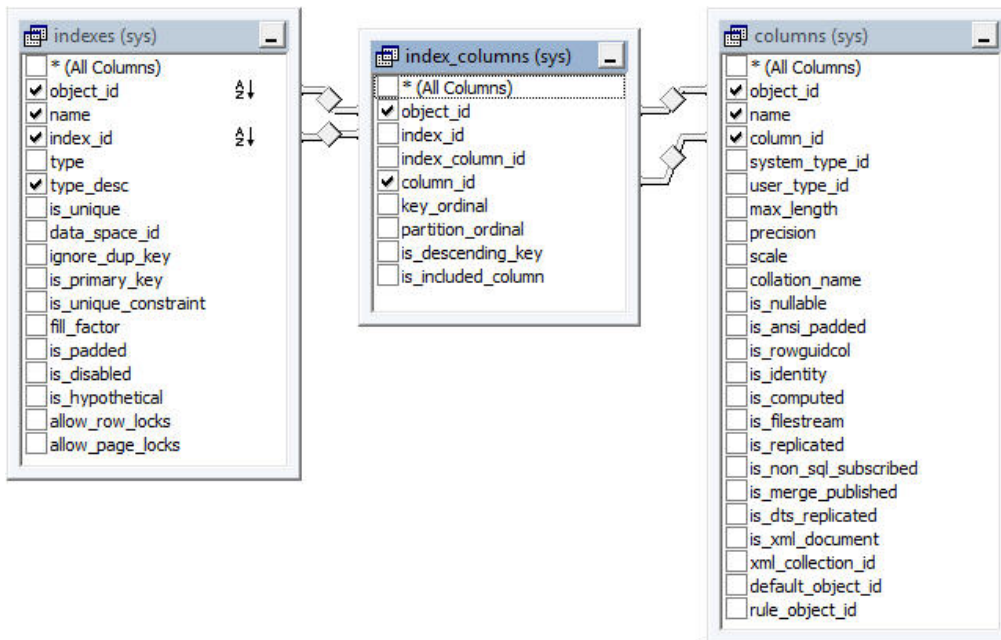 indexes (sys)
* (All Columns)
object_id
name
index_id
type
type_desc
is_unique
data_space_id
ignore_dup_key
is_primary_key
is_unique_constraint
fill_factor
is_padded
is_disabled
is_hypothetical
allow_row_locks
allow_page_locks
index_columns (sys)
* (All Columns)
object_id
index_id
index_column_id
column_id
key_ordinal
partition_ordinal
is_descending_key
is_included_column
columns (sys)
* (All Columns)
object_id
name
column_id
system_type_id
user_type_id
max_length
precision
scale
collation_name
is_nullable
is_ansi_padded
is_rowguidcol
is_identity
is_computed
is_filestream
is_replicated
is_non_sql_subscribed
is_merge_published
is_dts_replicated
is_xml_document
xml_collection_id
default_object_id
rule_object_id